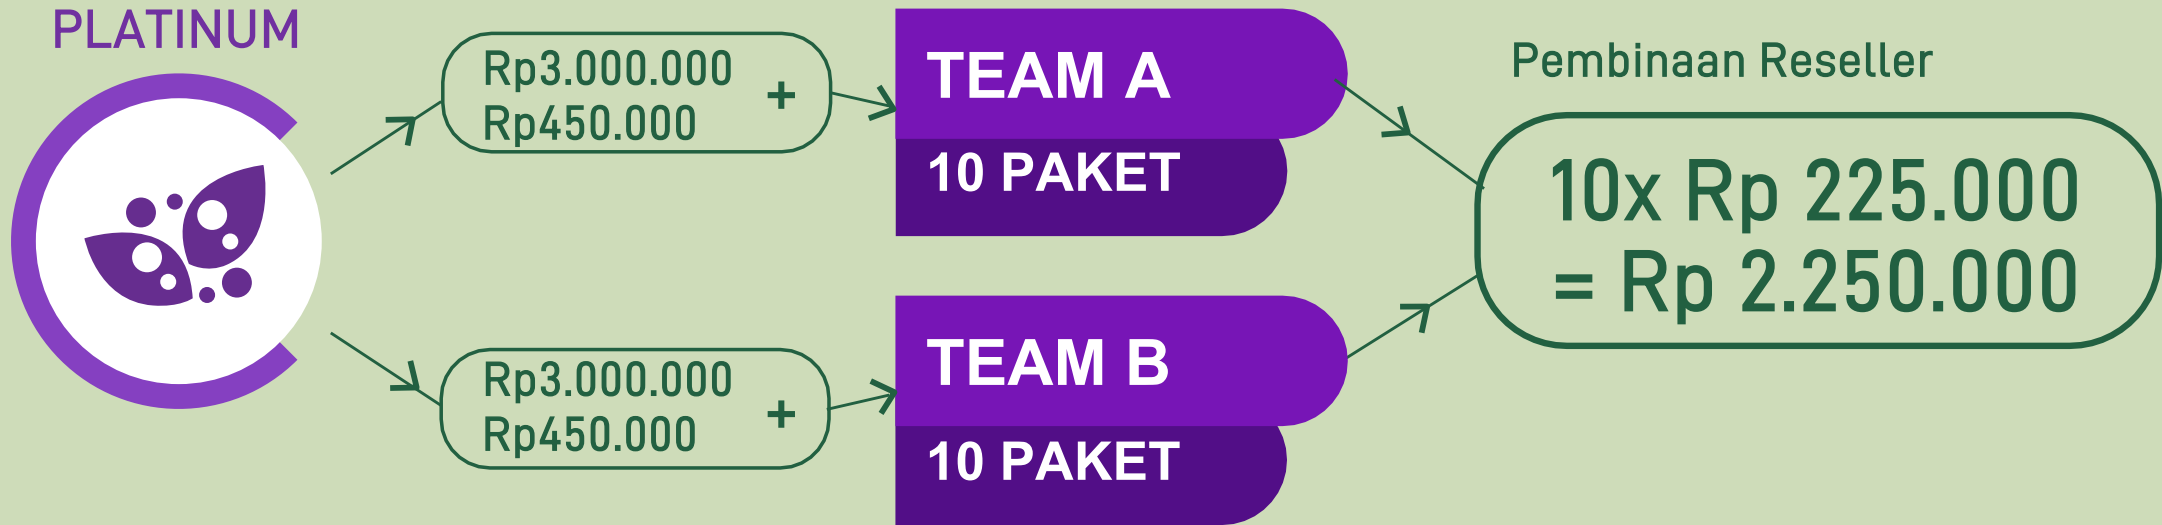 PLATINUM
Rp3.000.000
Rp450.000
+
TEAM A
10 PAKET
Pembinaan Reseller
10x Rp 225.000
= Rp 2.250.000
Rp3.000.000
Rp450.000
+
TEAM B
10 PAKET